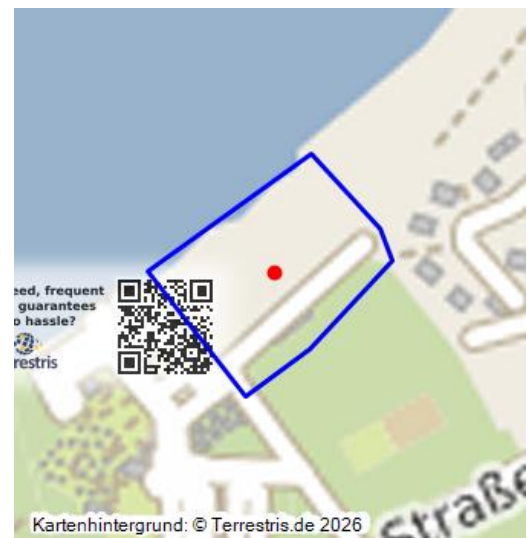 eed, frequent
guarantees
o hassle?
restris
Straße
Kartenhintergrund: © Terrestris.de 2026